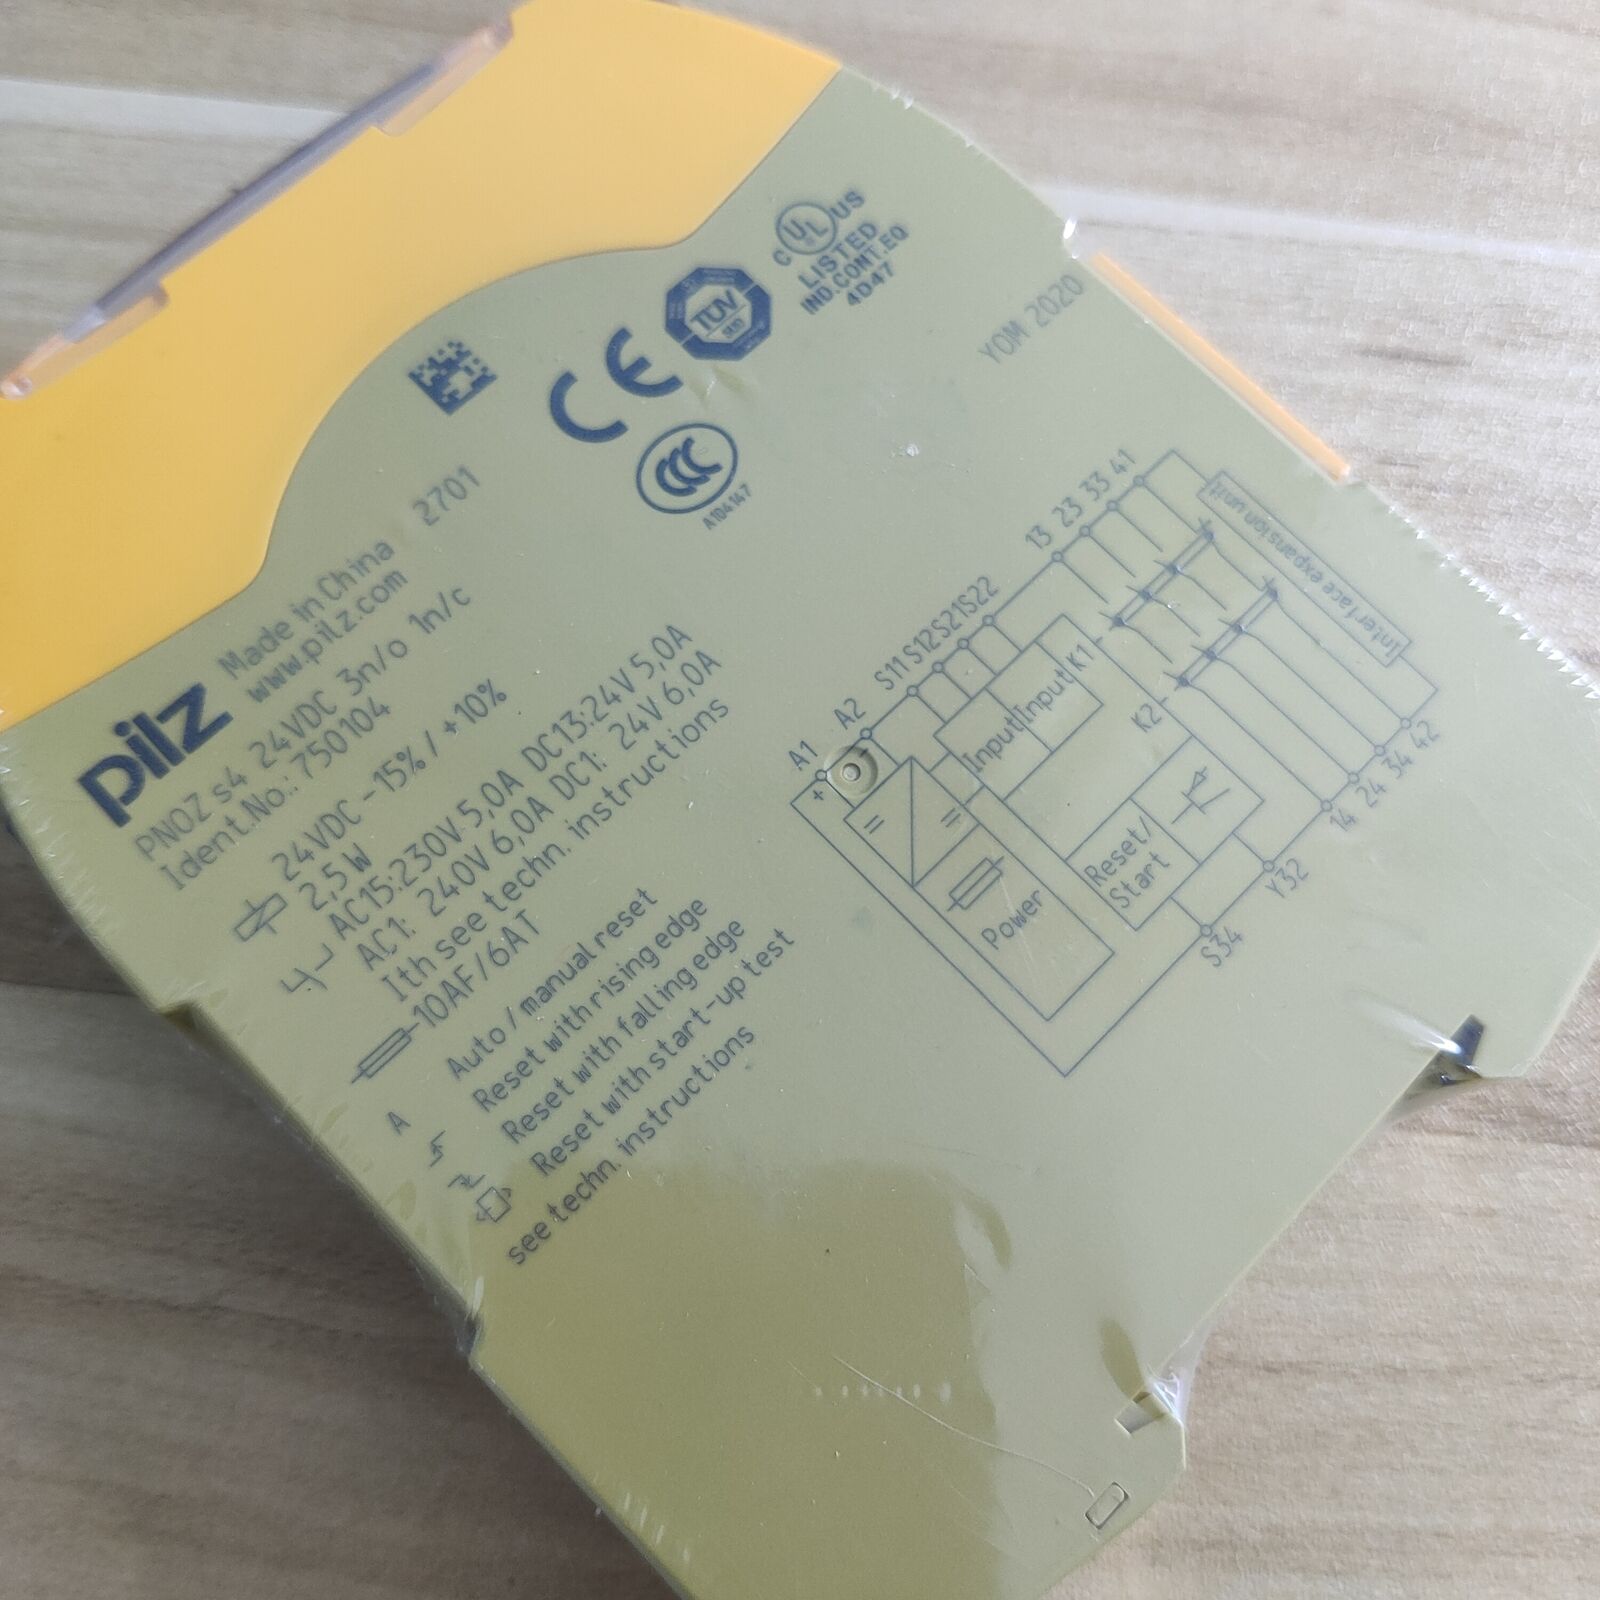 pilz
Made in China 2701
www.pilz.com
PNOZ s4 24VDC 3n/o 1n/c
Ident.No.: 750104
24VDC -15% / +10%
2,5W
AC15:230V 5,0A DC13:24V 5,0A
AC1: 240V 6,0A DC1: 24V 6,0A
Ith see techn. instructions
10AF/6AT
A Auto / manual reset
Reset with rising edge
Reset with falling edge
Reset with start-up test
see techn. instructions
CE
TÜV
SÜD
C UL US
LISTED
IND.CONT.EQ
4D47
CCC
A104147
YOM 2020
A1 A2 S11 S12 S21 S22 13 23 33 41
+
Input Input K1
K2
Interface expansion unit
Power
Reset/
Start
S34 Y32 14 24 34 42